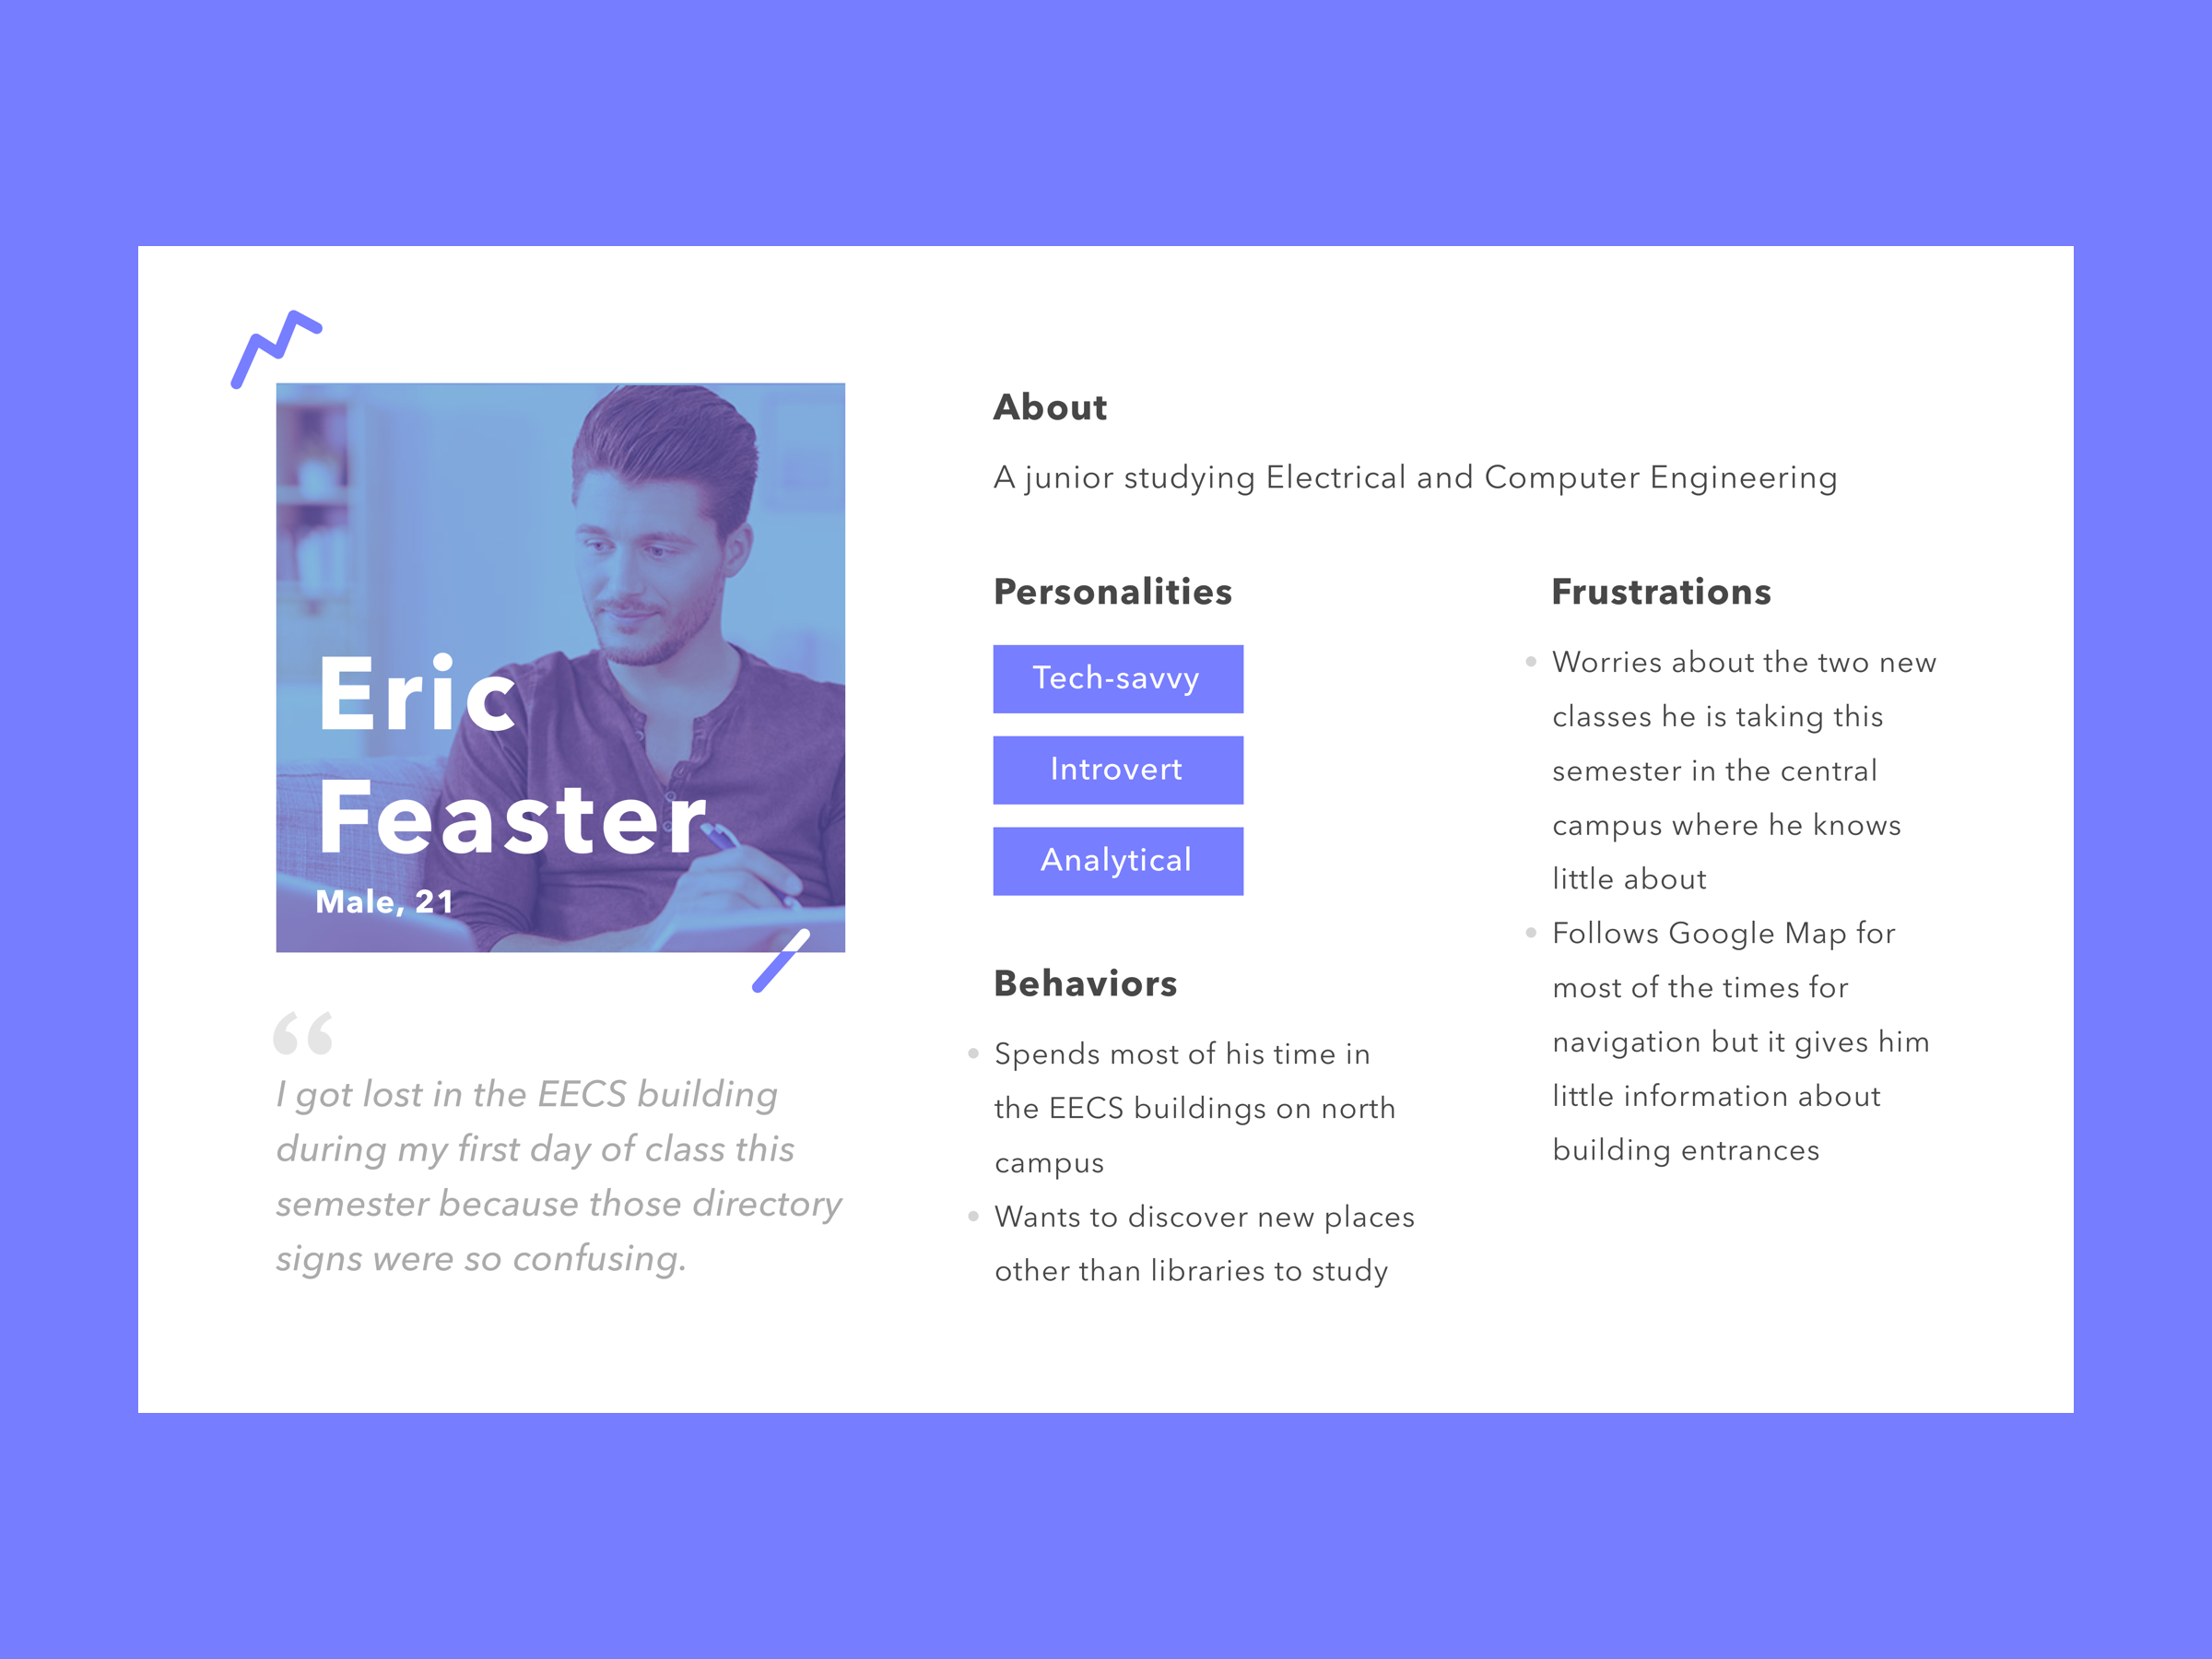 Eric
Feaster
Male, 21
“
I got lost in the EECS building
during my first day of class this
semester because those directory
signs were so confusing.
About
A junior studying Electrical and Computer Engineering
Personalities
Tech-savvy
Introvert
Analytical
Behaviors
• Spends most of his time in
the EECS buildings on north
campus
• Wants to discover new places
other than libraries to study
Frustrations
• Worries about the two new
classes he is taking this
semester in the central
campus where he knows
little about
• Follows Google Map for
most of the times for
navigation but it gives him
little information about
building entrances